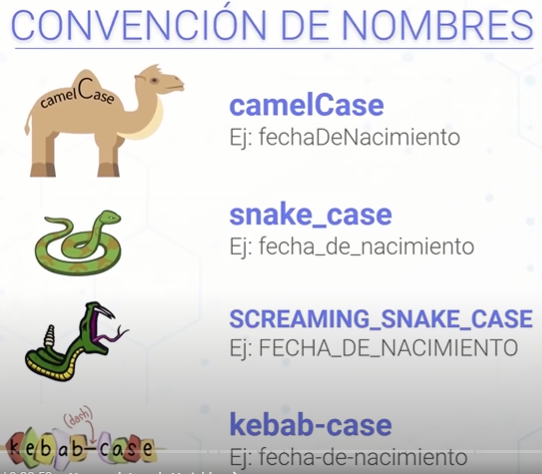 CONVENCIÓN DE NOMBRES
camelCase
camelCase
Ej: fechaDeNacimiento
snake_case
Ej: fecha_de_nacimiento
SCREAMING_SNAKE_CASE
Ej: FECHA_DE_NACIMIENTO
(dash)
kebab-case
kebab-case
Ej: fecha-de-nacimiento